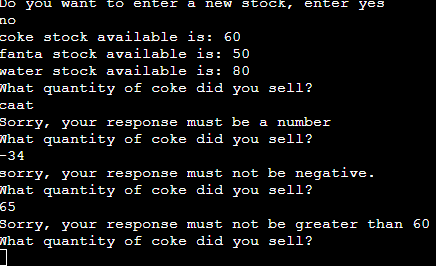 Do you want to enter a new stock, enter yes
no
coke stock available is: 60
fanta stock available is: 50
water stock available is: 80
What quantity of coke did you sell?
caat
Sorry, your response must be a number
What quantity of coke did you sell?
-34
sorry, your response must not be negative.
What quantity of coke did you sell?
65
Sorry, your response must not be greater than 60
What quantity of coke did you sell?